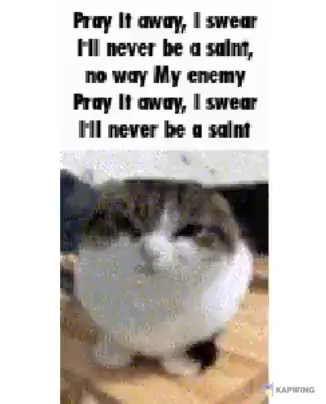 Pray it away, I swear
I'll never be a saint,
no way My enemy
Pray it away, I swear
I'll never be a saint
KAPWING